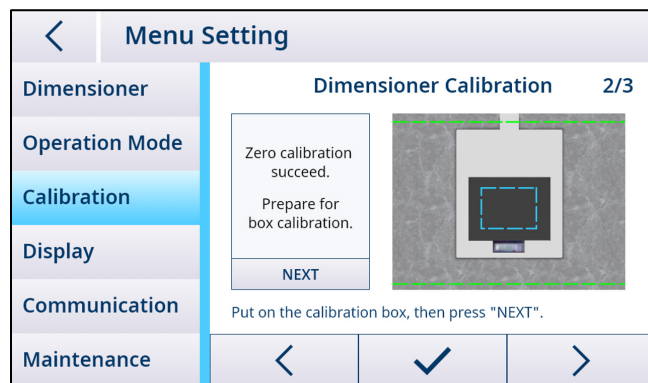 Menu Setting
Dimensioner
Operation Mode
Calibration
Display
Communication
Maintenance
Dimensioner Calibration 2/3
Zero calibration
succeed.
Prepare for
box calibration.
NEXT
Put on the calibration box, then press "NEXT".